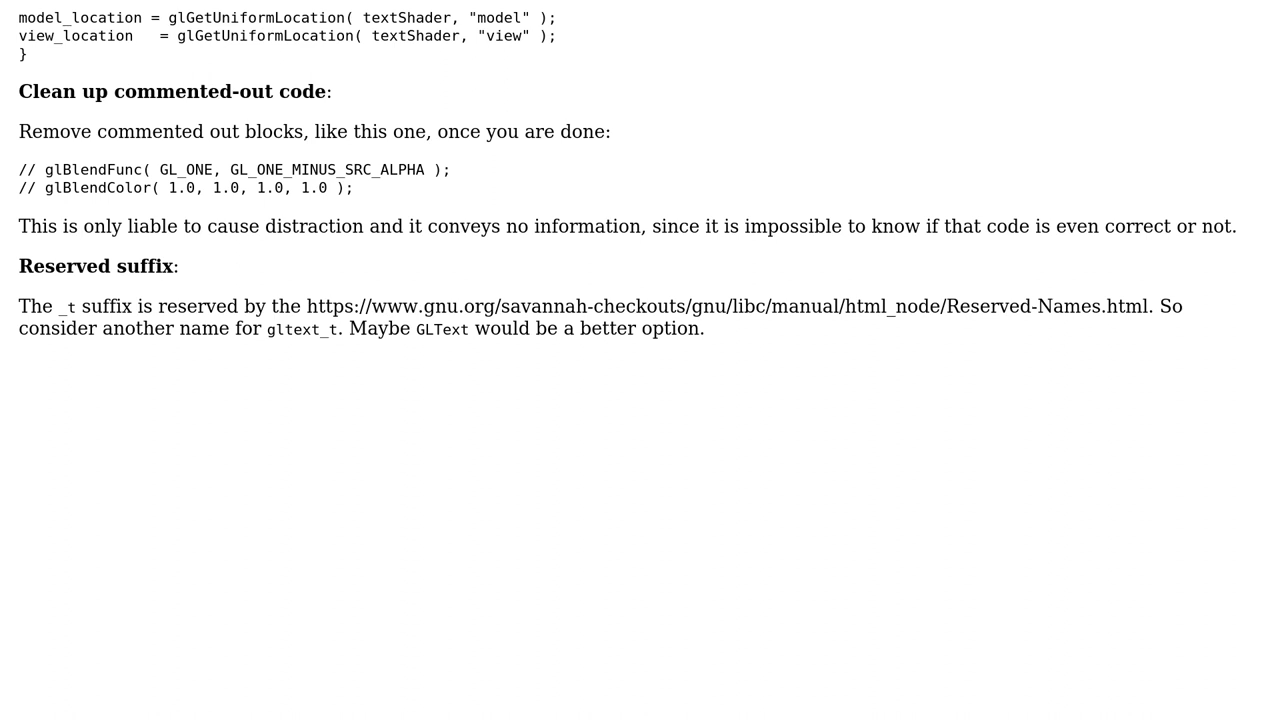 model_location = glGetUniformLocation( textShader, "model" );
view_location   = glGetUniformLocation( textShader, "view" );
}
Clean up commented-out code:
Remove commented out blocks, like this one, once you are done:
// glBlendFunc( GL_ONE, GL_ONE_MINUS_SRC_ALPHA );
// glBlendColor( 1.0, 1.0, 1.0, 1.0 );
This is only liable to cause distraction and it conveys no information, since it is impossible to know if that code is even correct or not.
Reserved suffix:
The _t suffix is reserved by the https://www.gnu.org/savannah-checkouts/gnu/libc/manual/html_node/Reserved-Names.html. So
consider another name for gltext_t. Maybe GLText would be a better option.